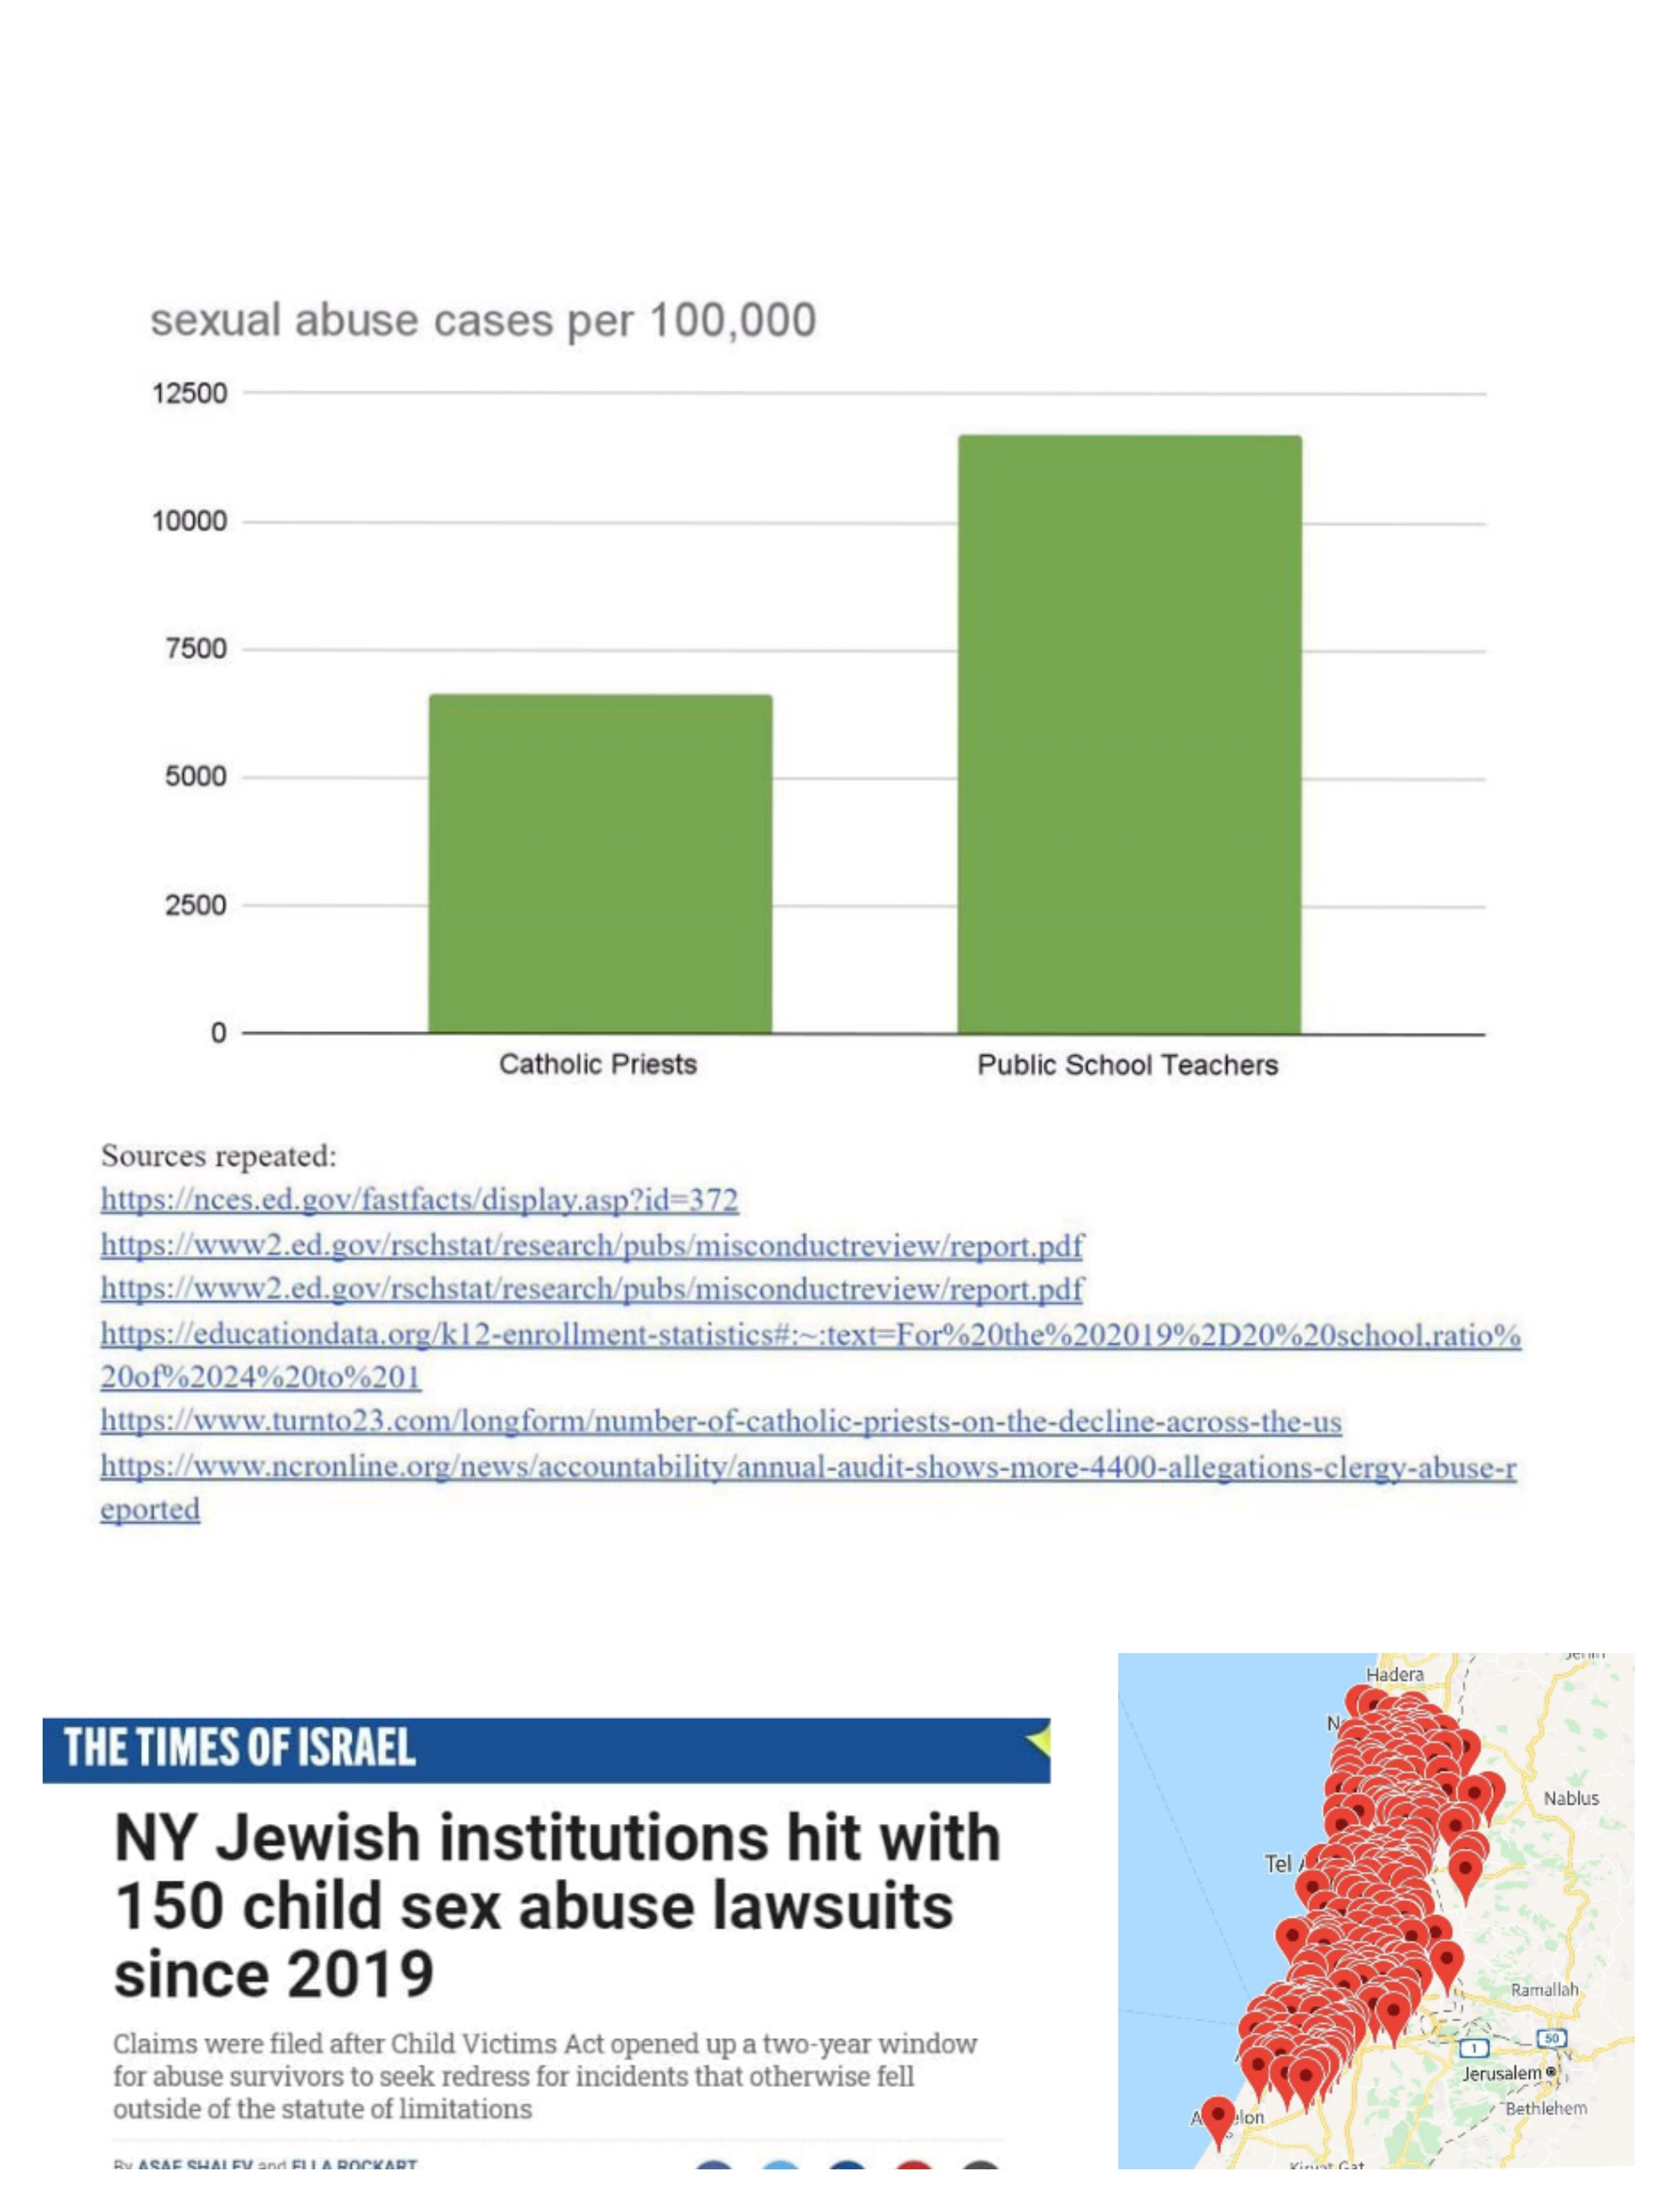 sexual abuse cases per 100,000
12500
10000
7500
5000
2500
0
Catholic Priests
Public School Teachers
Sources repeated:
https://nces.ed.gov/fastfacts/display.asp?id=372
https://www2.ed.gov/rschstat/research/pubs/misconductreview/report.pdf
https://www2.ed.gov/rschstat/research/pubs/misconductreview/report.pdf
https://educationdata.org/k12-enrollment-statistics#:~:text=For%20the%202019%2D20%20school,ratio%
20of%2024%20to%201
https://www.turnto23.com/longform/number-of-catholic-priests-on-the-decline-across-the-us
https://www.ncronline.org/news/accountability/annual-audit-shows-more-4400-allegations-clergy-abuse-r
eported
THE TIMES OF ISRAEL
NY Jewish institutions hit with
150 child sex abuse lawsuits
since 2019
Claims were filed after Child Victims Act opened up a two-year window
for abuse survivors to seek redress for incidents that otherwise fell
outside of the statute of limitations
By ASAF SHALEV and ELLA ROCKART
Hadera
Nablus
Tel
Ramallah
50
1
Jerusalem
Bethlehem